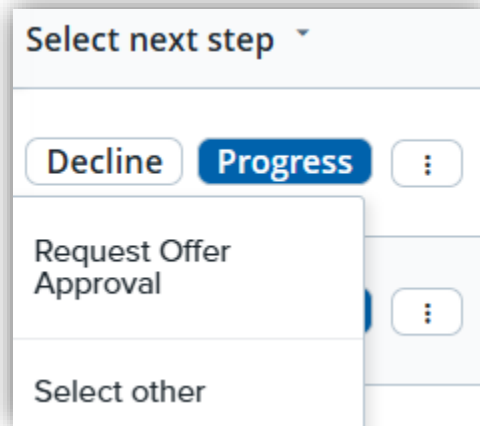 Select next step
Decline
Progress
Request Offer
Approval
Select other